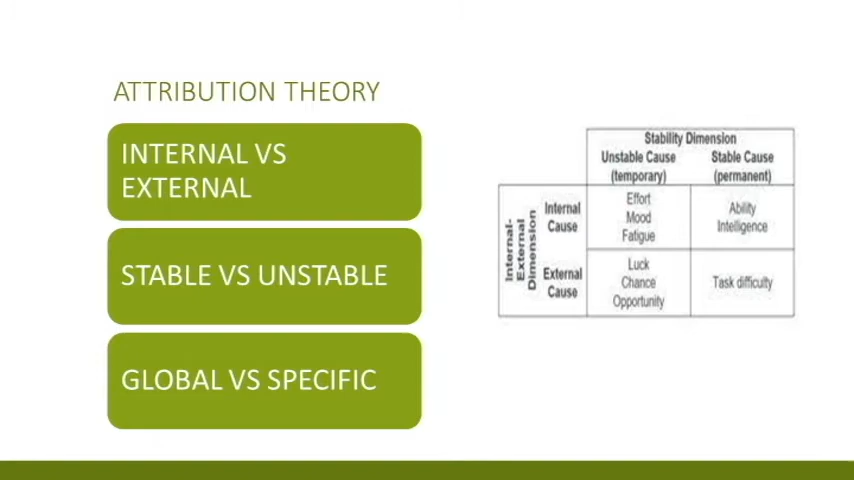 ATTRIBUTION THEORY
INTERNAL VS
EXTERNAL
STABLE VS UNSTABLE
GLOBAL VS SPECIFIC
Stability Dimension
Unstable Cause
(temporary)
Stable Cause
(permanent)
Internal-
External
Dimension
Internal
Cause
Effort
Mood
Fatigue
Ability
Intelligence
External
Cause
Luck
Chance
Opportunity
Task difficulty